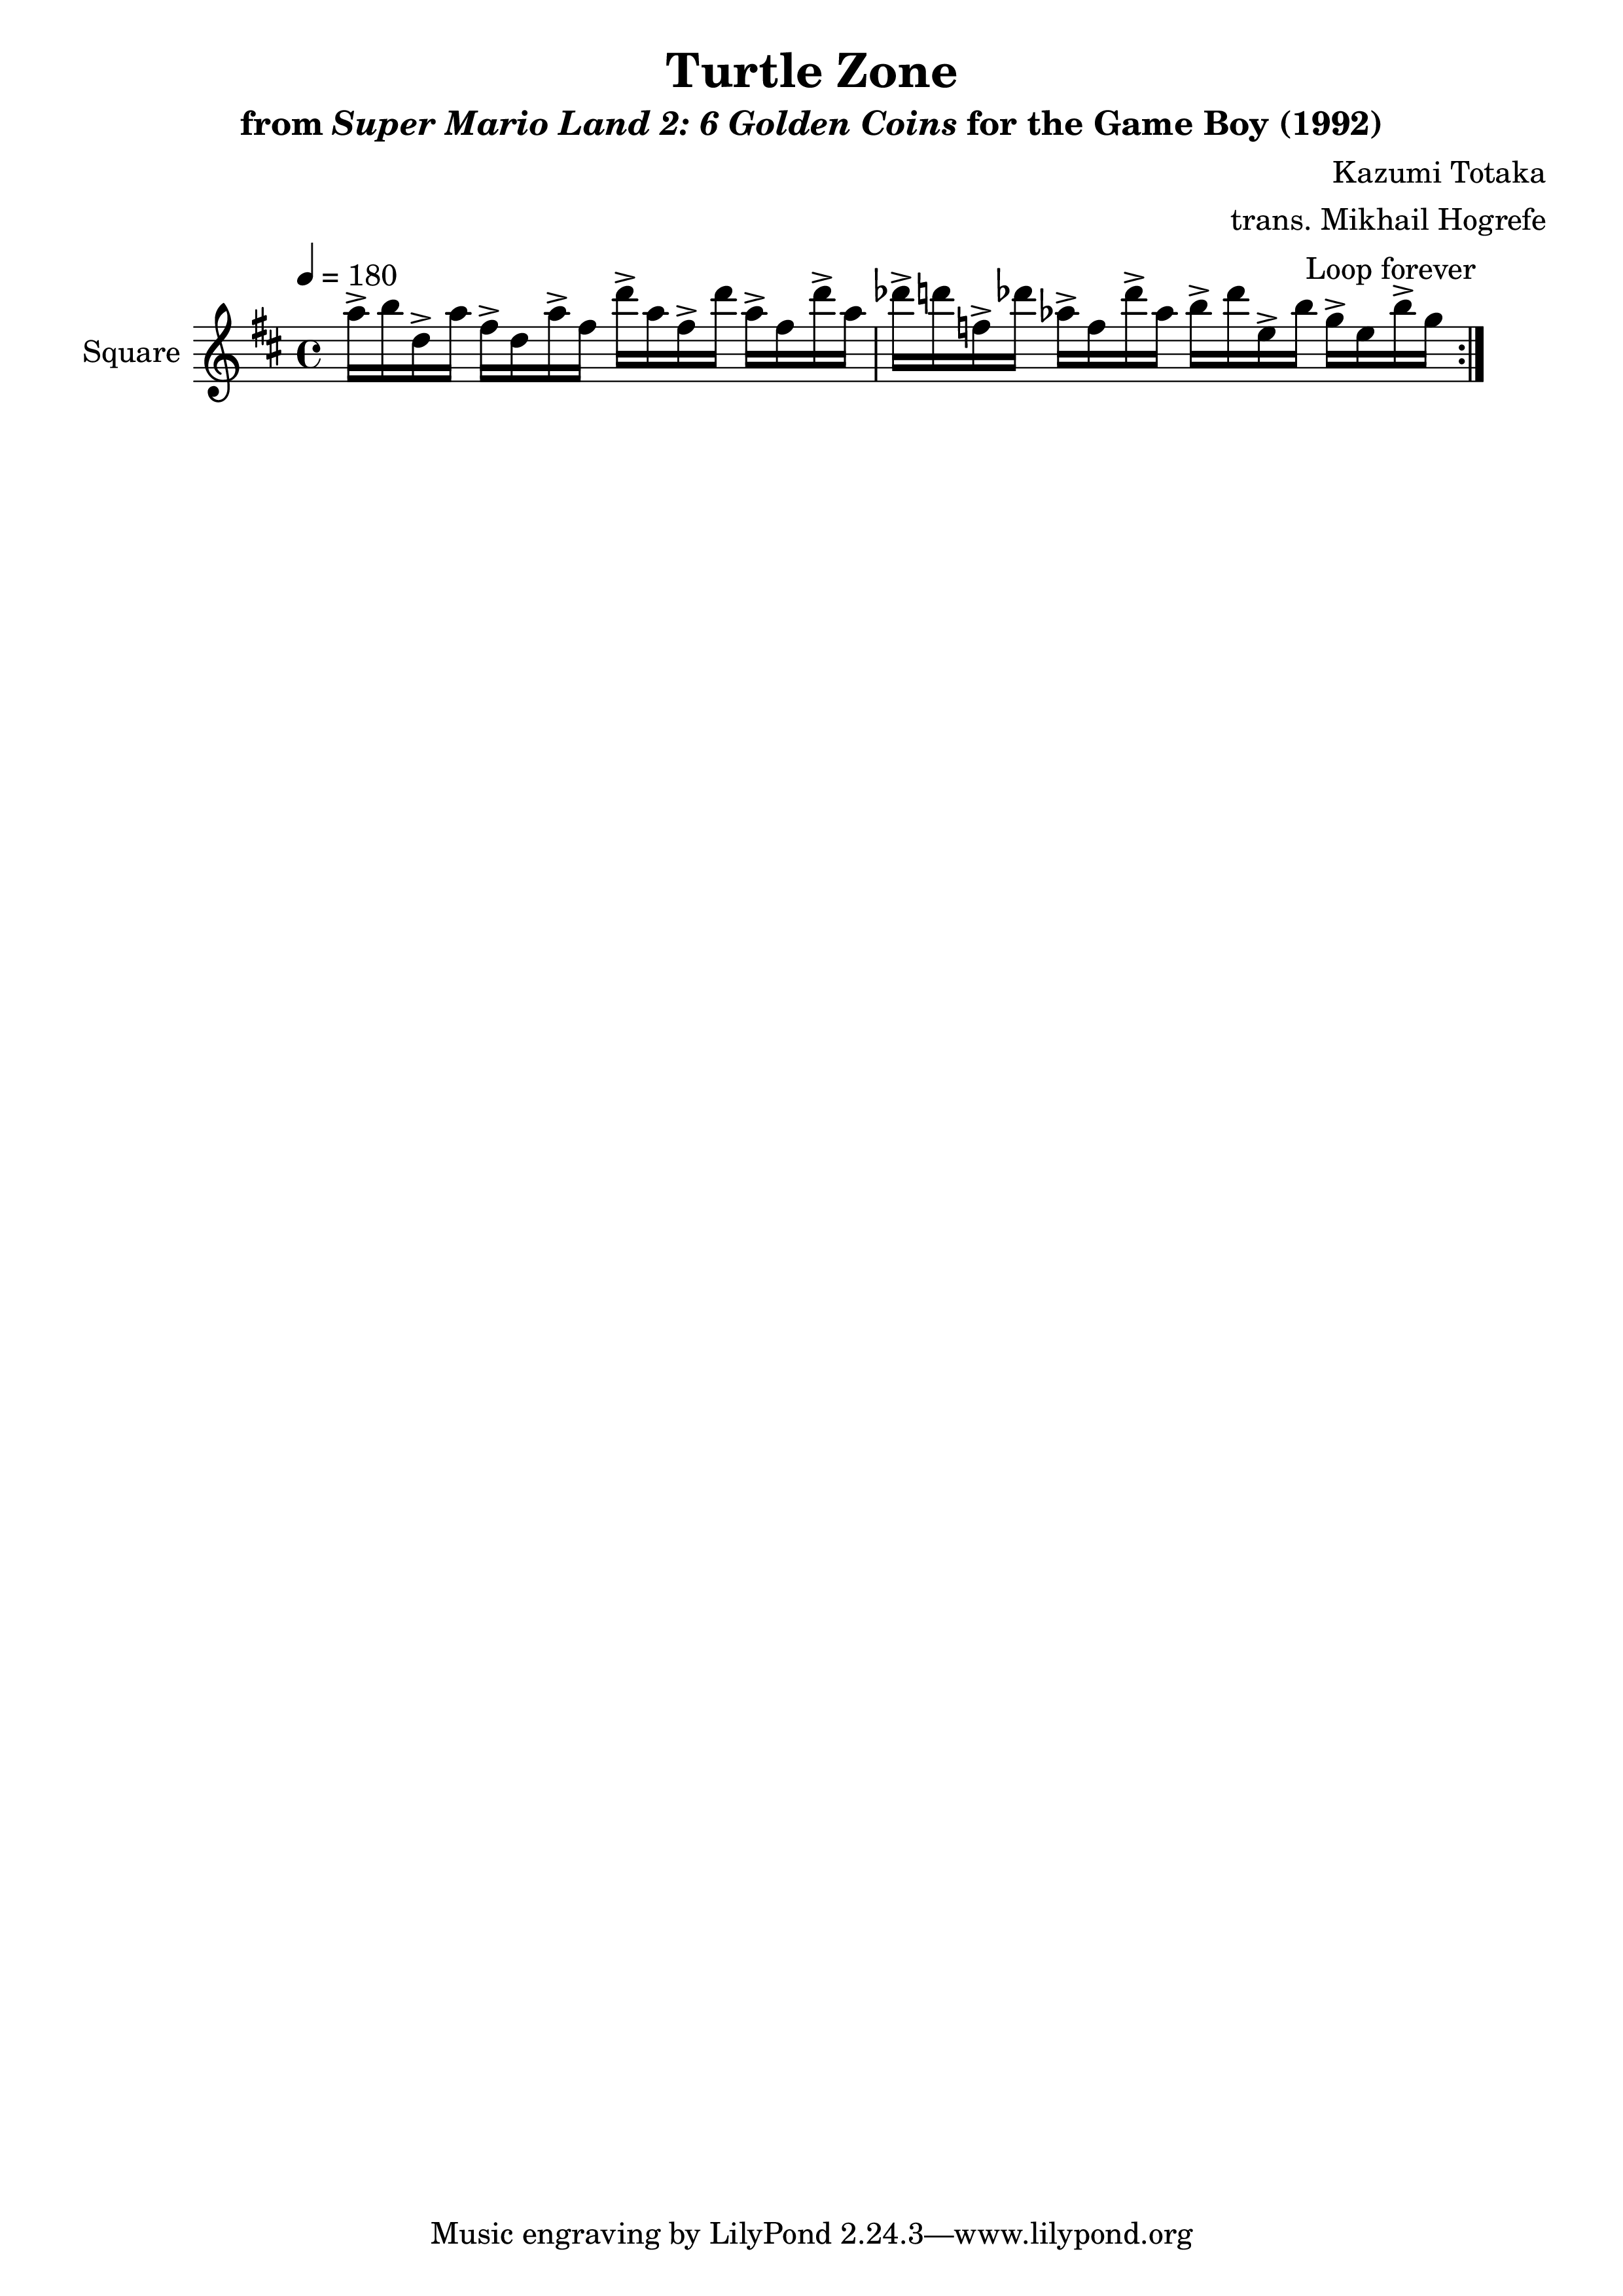 Turtle Zone
from Super Mario Land 2: 6 Golden Coins for the Game Boy (1992)
Kazumi Totaka
trans. Mikhail Hogrefe
= 180
Loop forever
Square
Music engraving by LilyPond 2.24.3—www.lilypond.org